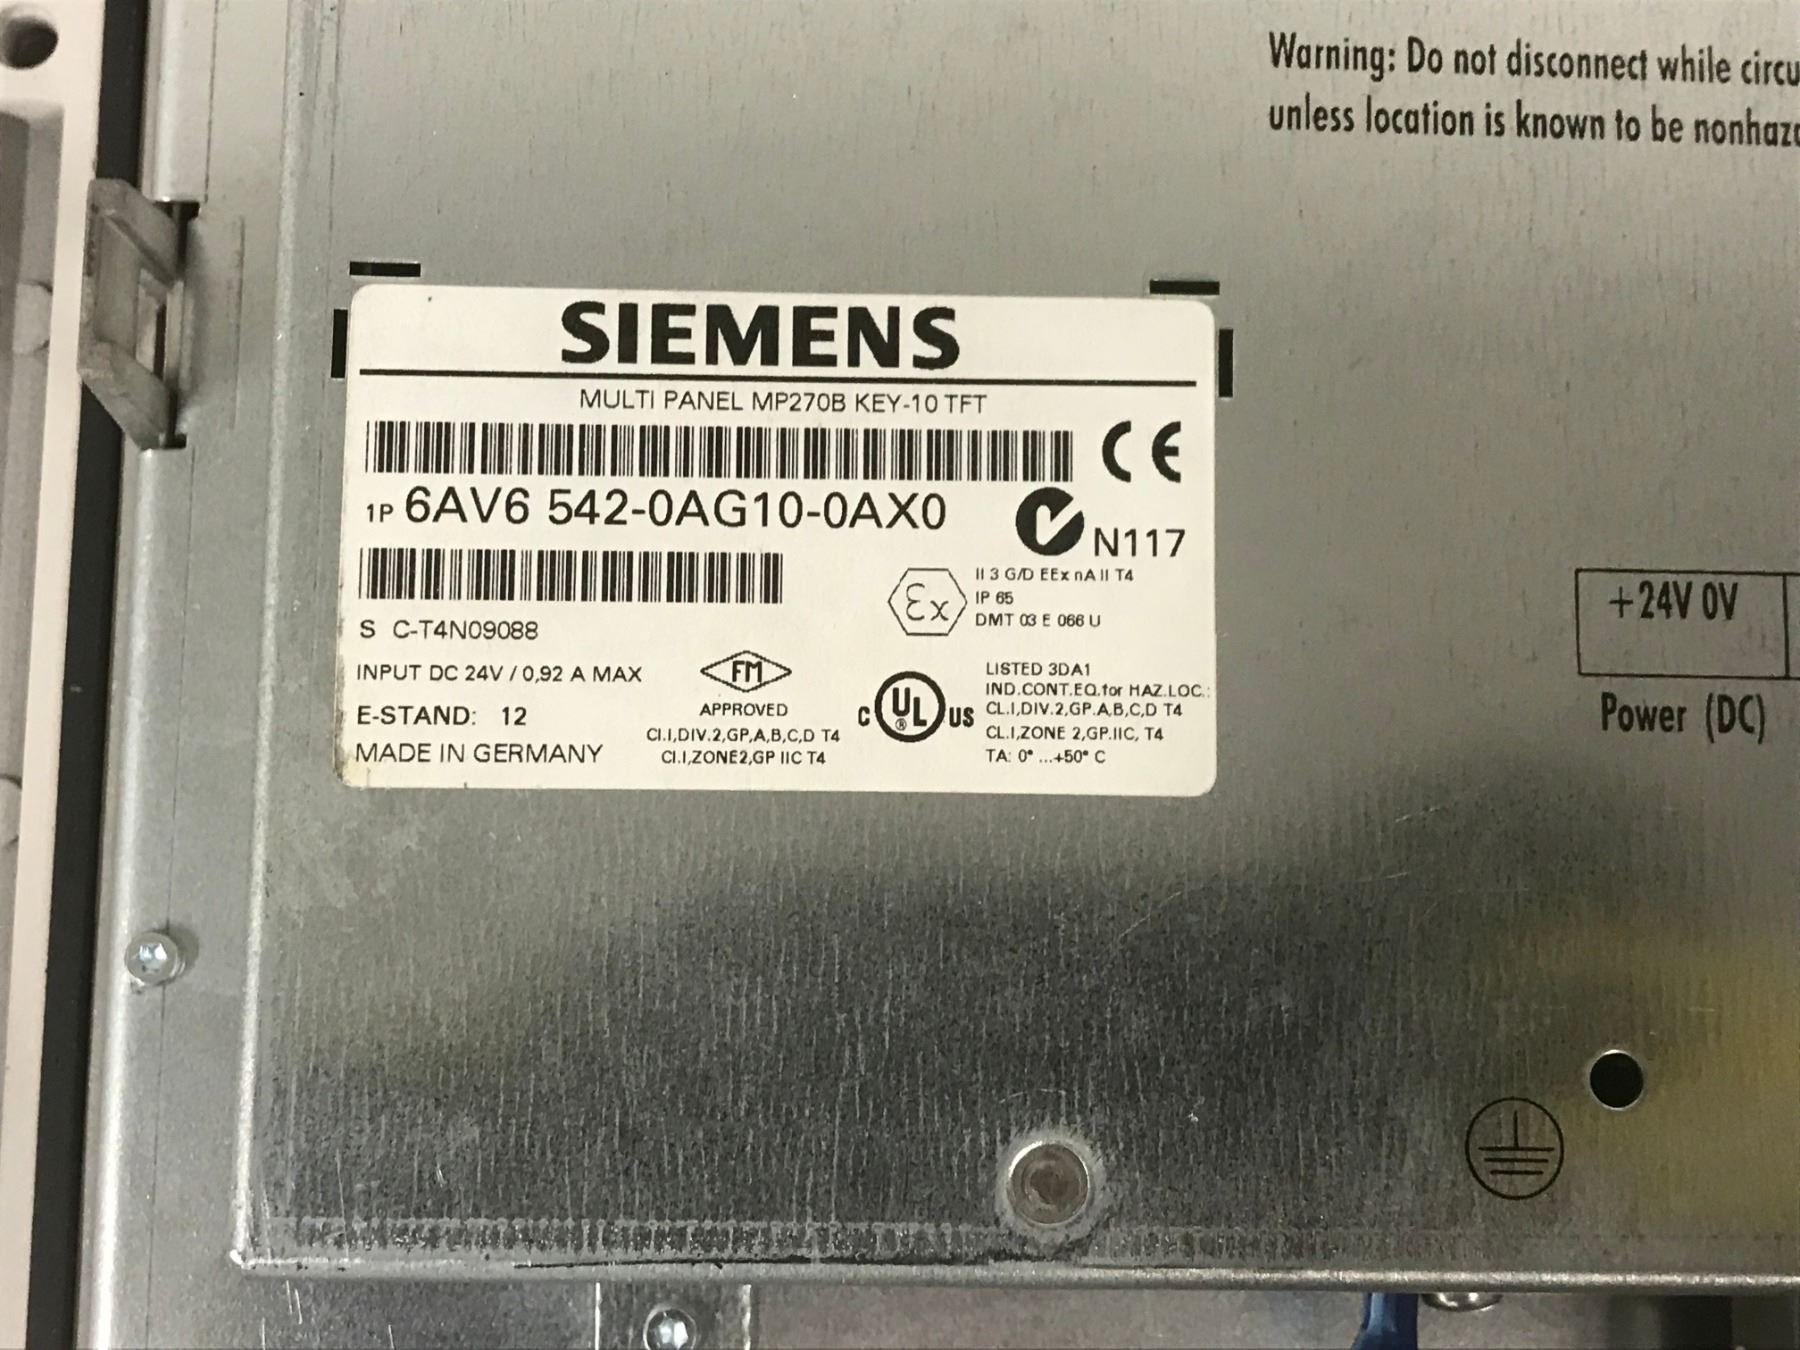 Warning: Do not disconnect while
unless location is known to be
SIEMENS
MULTI PANEL MP270B KEY-10 TFT
CE
1P 6AV6 542-0AG10-0AX0
N117
Ex
II 3 G/D EEx nA II T4
IP 65
DMT 03 E 066 U
S C-T4N09088
INPUT DC 24V / 0,92 A MAX
E-STAND: 12
MADE IN GERMANY
FM
APPROVED
Cl.I,DIV.2,GP,A,B,C,D T4
Cl.I,ZONE2,GP IIC T4
C UL ® US
LISTED 3DA1
IND.CONT.EQ.for HAZ.LOC.:
CL.I,DIV.2,GP.A,B,C,D T4
CL.I,ZONE 2,GP.IIC, T4
TA: 0° ...+50° C
+24V 0V
Power (DC)